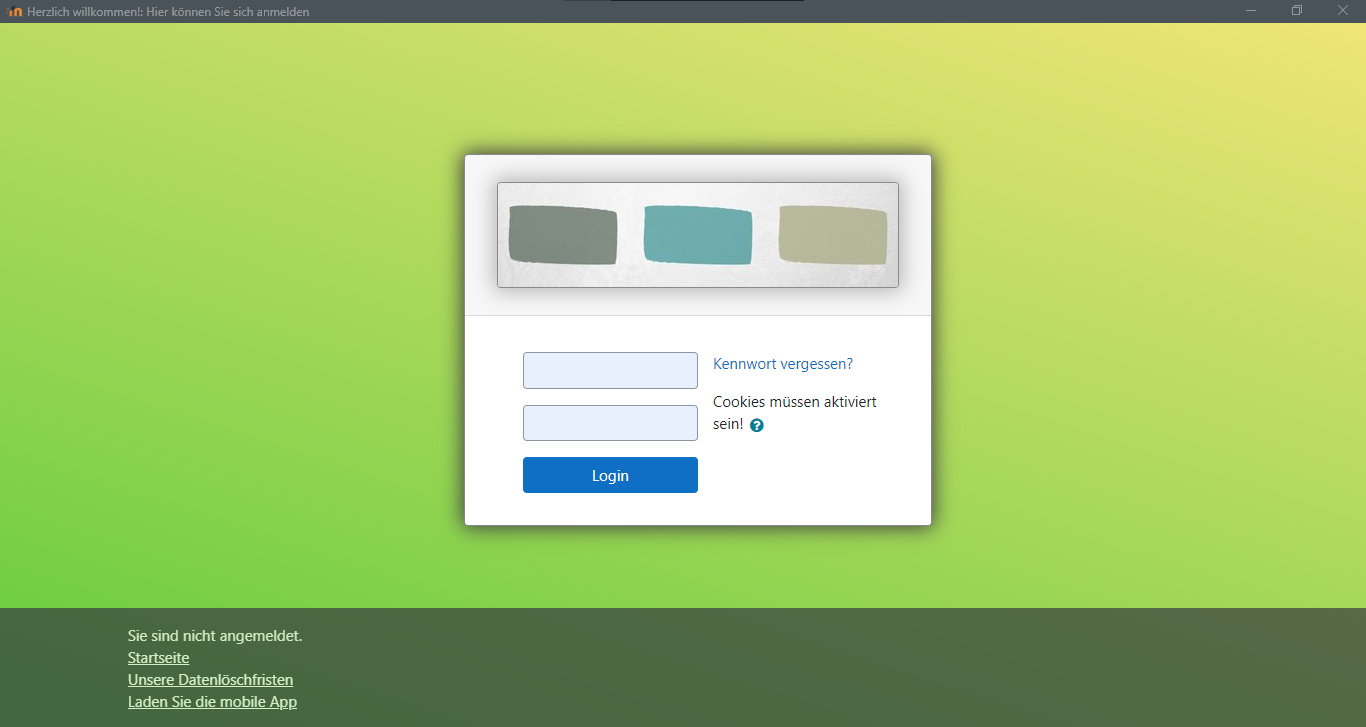 Herzlich willkommen!: Hier können Sie sich anmelden
Kennwort vergessen?
Cookies müssen aktiviert
sein!
Login
Sie sind nicht angemeldet.
Startseite
Unsere Datenlöschfristen
Laden Sie die mobile App